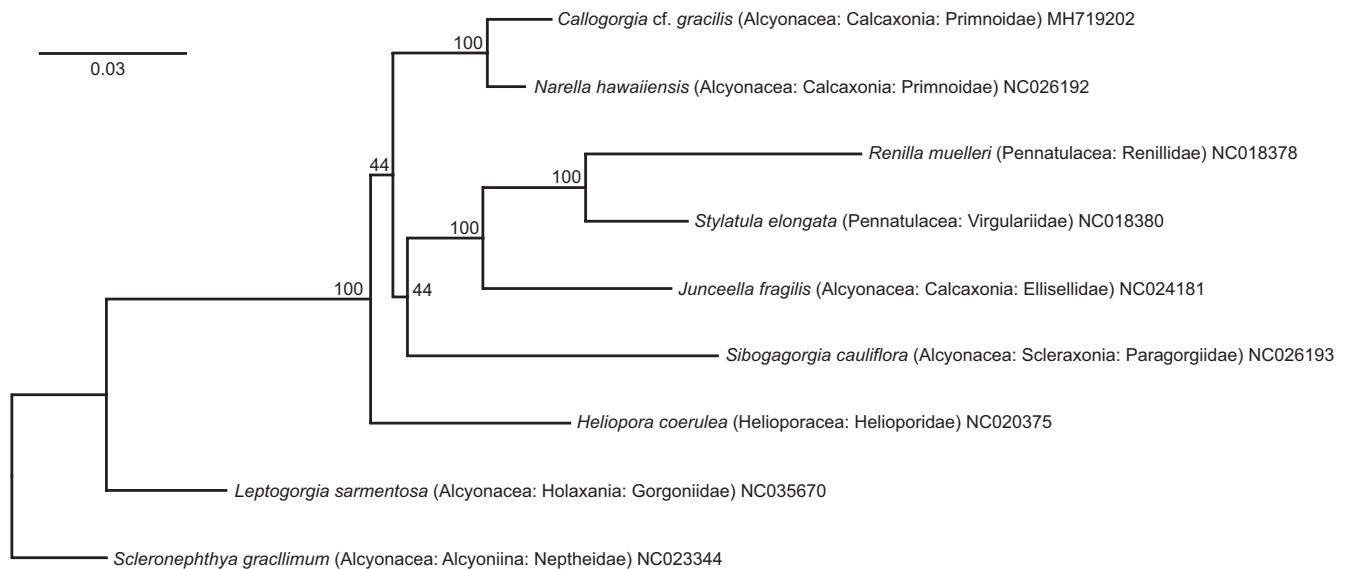 Callogorgia cf. gracilis (Alcyonacea: Calcaxonia: Primnoidae) MH719202
100
0.03
Narella hawaiiensis (Alcyonacea: Calcaxonia: Primnoidae) NC026192
Renilla muelleri (Pennatulacea: Renillidae) NC018378
44
100
Stylatula elongata (Pennatulacea: Virgulariidae) NC018380
100
Junceella fragilis (Alcyonacea: Calcaxonia: Ellisellidae) NC024181
100
44
Sibogagorgia cauliflora (Alcyonacea: Scleraxonia: Paragorgiidae) NC026193
Heliopora coerulea (Helioporacea: Helioporidae) NC020375
Leptogorgia sarmentosa (Alcyonacea: Holaxania: Gorgoniidae) NC035670
Scleronephthya gracllimum (Alcyonacea: Alcyoniina: Neptheidae) NC023344